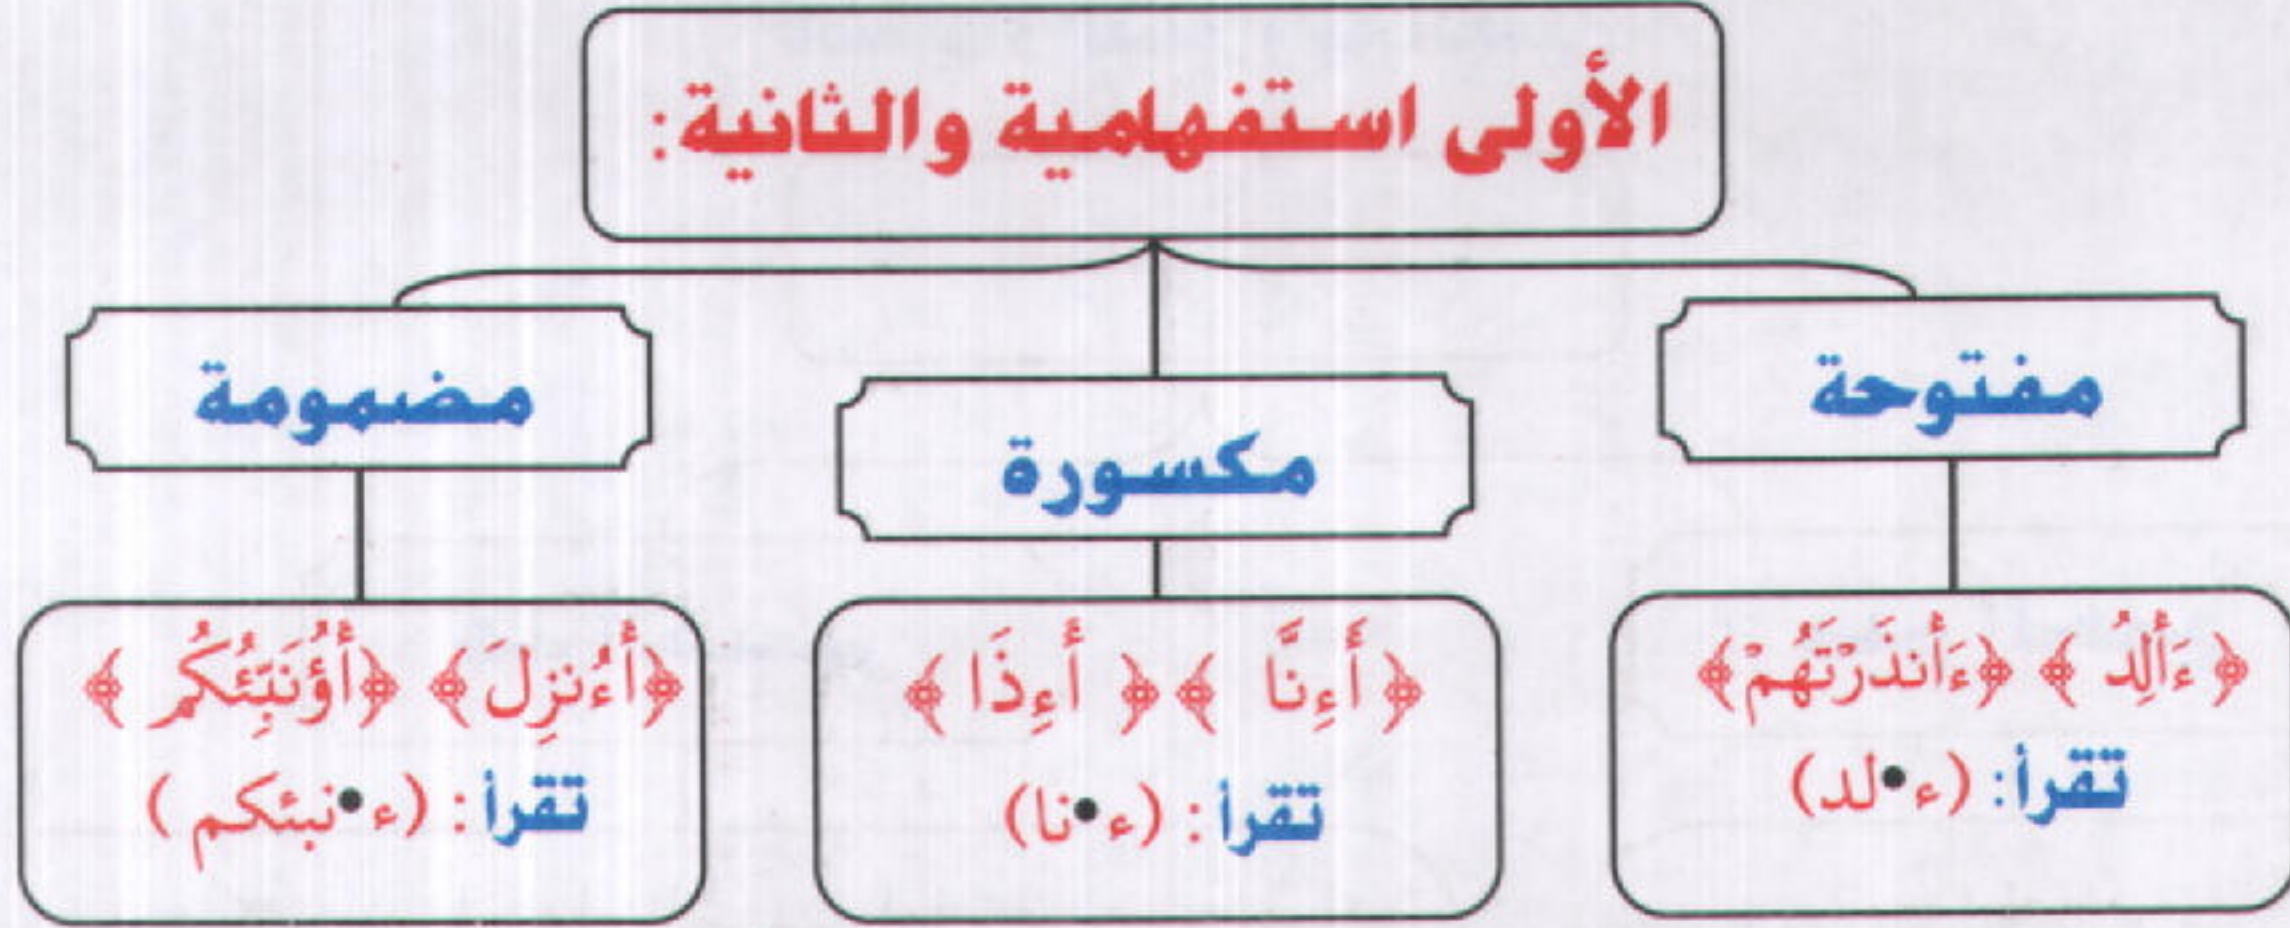 الأولى استفهامية والثانية:
مفتوحة
﴿ءَأَلِدُ﴾ ﴿ءَأَنذَرْتَهُمْ﴾
تقرأ: (ء•لد)
مكسورة
﴿أَءِنَّا﴾ ﴿أَءِذَا﴾
تقرأ: (ء•نا)
مضمومة
﴿أَءُنزِلَ﴾ ﴿أَؤُنَبِّئُكُم﴾
تقرأ: (ء•نبئكم)